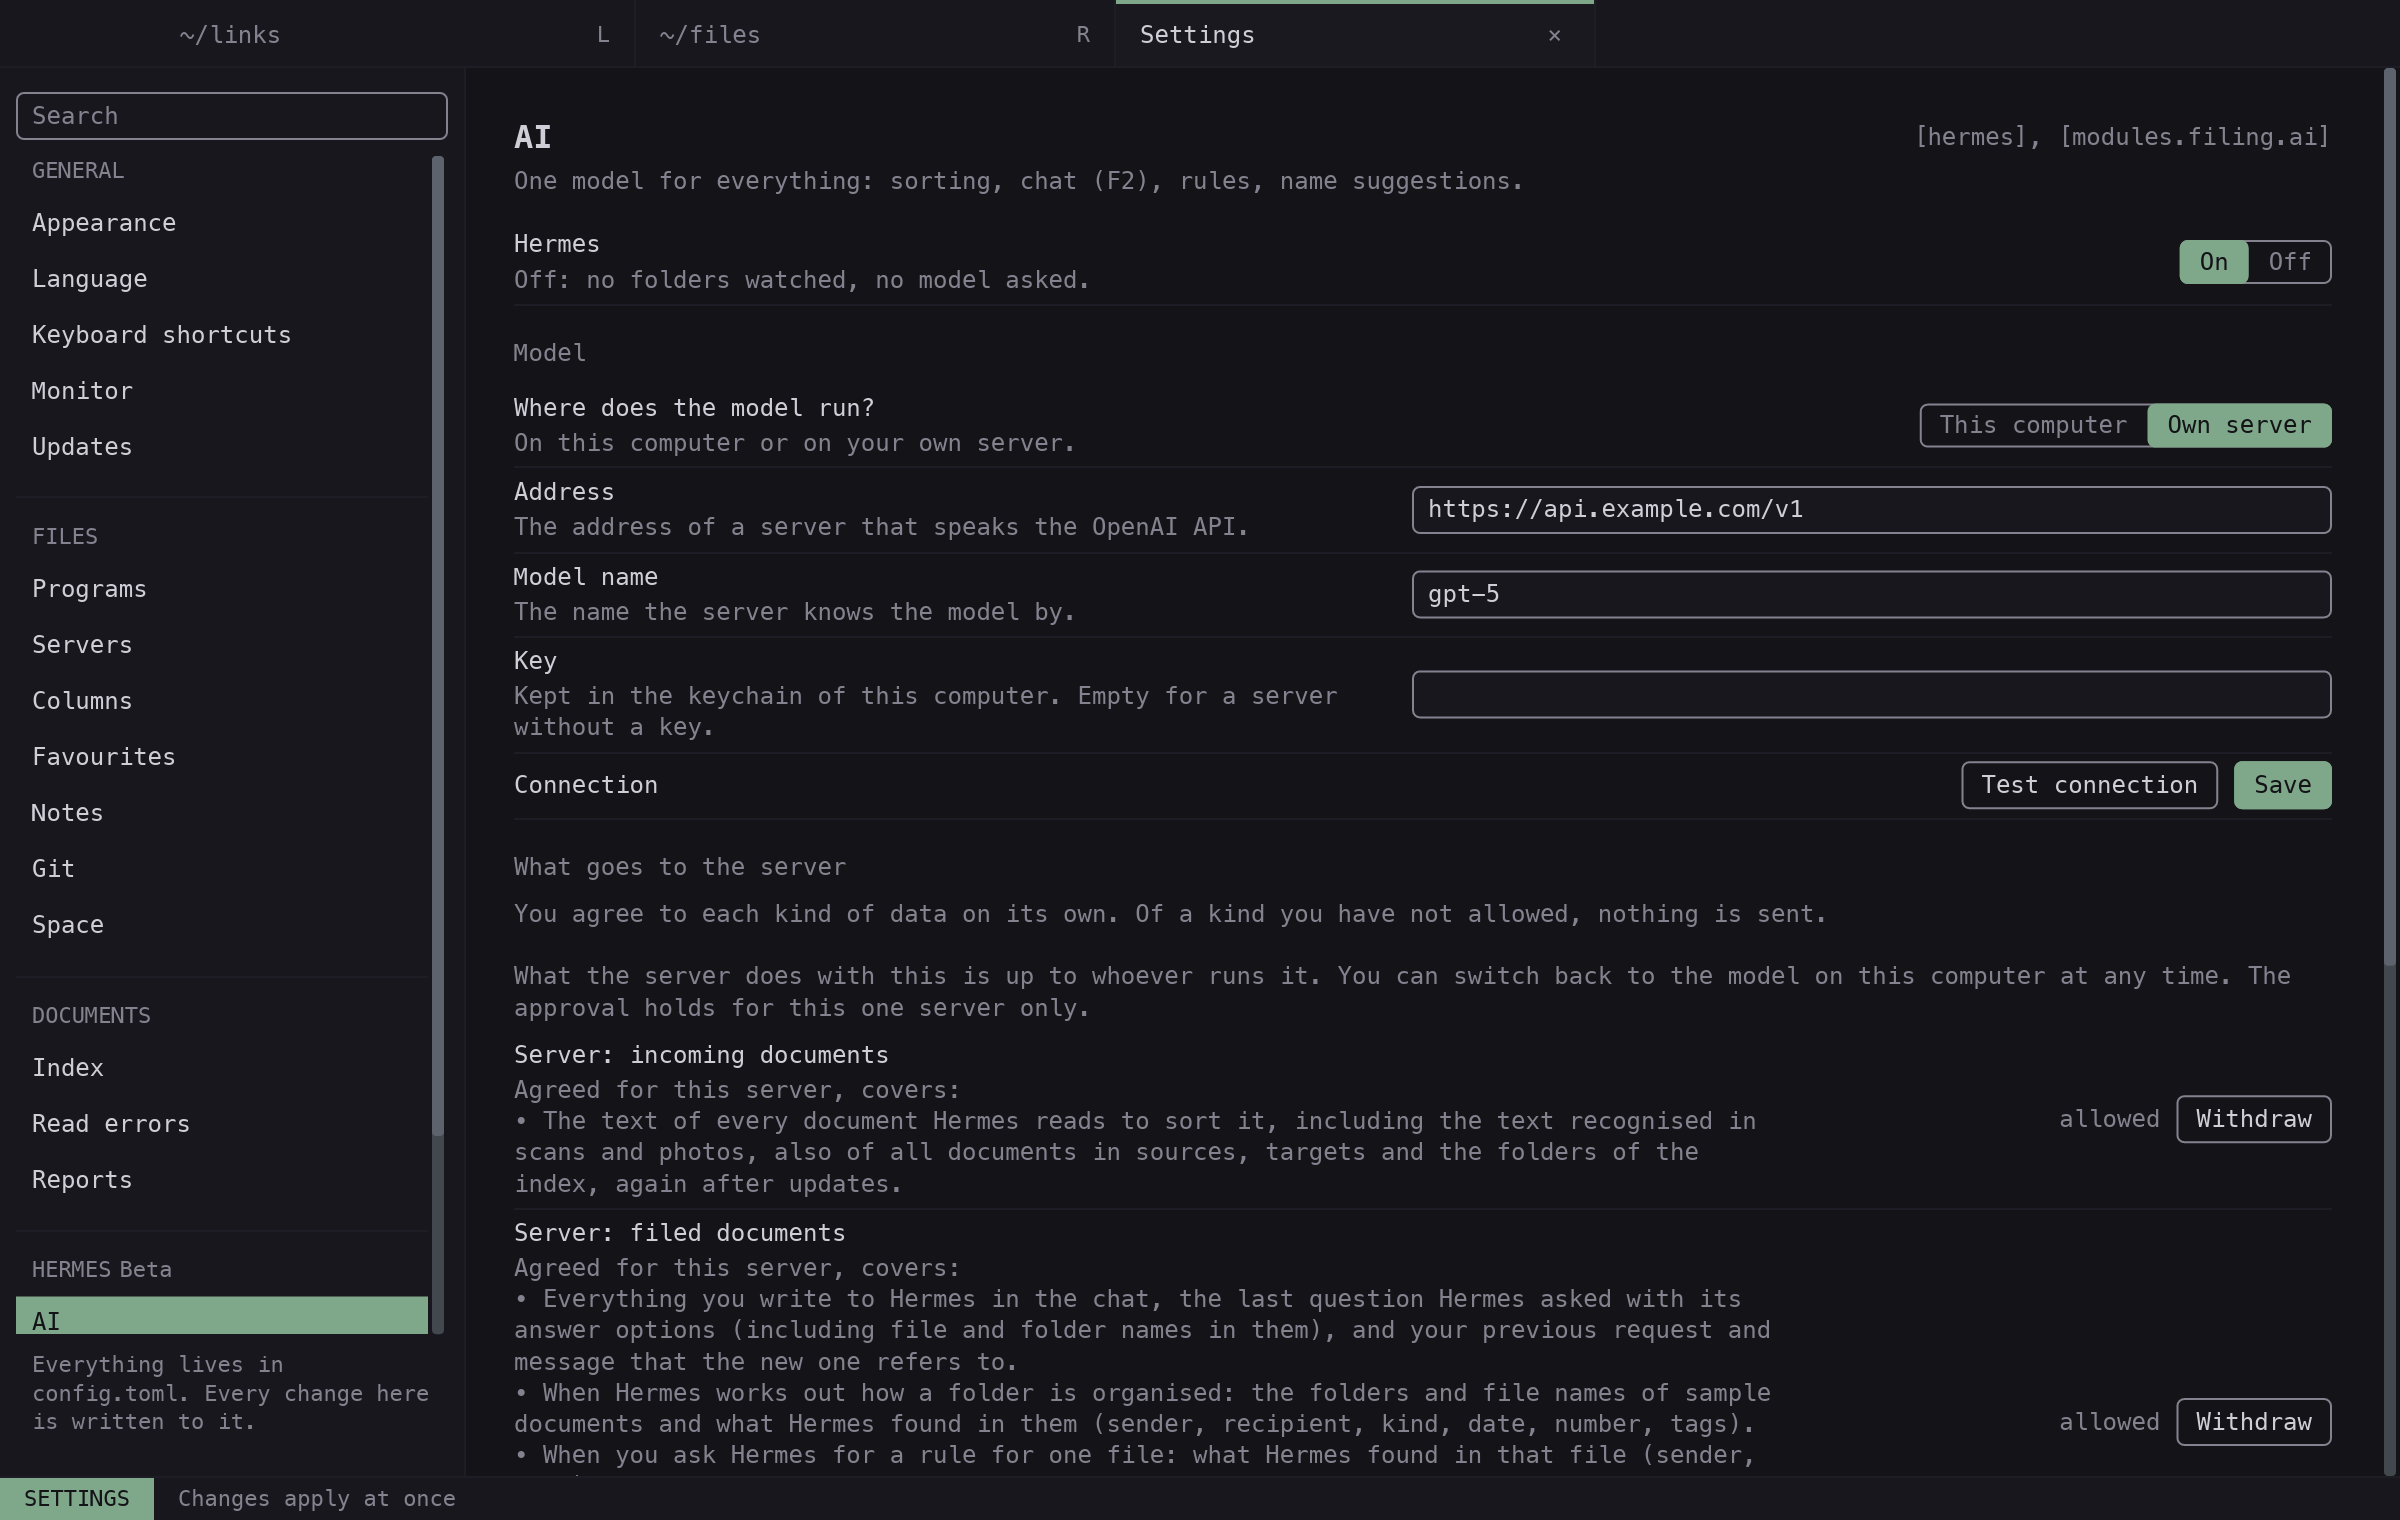 ~/links L ~/files R Settings ×
Search
GENERAL
Appearance
Language
Keyboard shortcuts
Monitor
Updates
FILES
Programs
Servers
Columns
Favourites
Notes
Git
Space
DOCUMENTS
Index
Read errors
Reports
HERMES Beta
AI
Everything lives in
config.toml. Every change here
is written to it.
AI [hermes], [modules.filing.ai]
One model for everything: sorting, chat (F2), rules, name suggestions.
Hermes
Off: no folders watched, no model asked.
On Off
Model
Where does the model run?
On this computer or on your own server.
This computer Own server
Address
The address of a server that speaks the OpenAI API.
https://api.example.com/v1
Model name
The name the server knows the model by.
gpt-5
Key
Kept in the keychain of this computer. Empty for a server
without a key.
Connection Test connection Save
What goes to the server
You agree to each kind of data on its own. Of a kind you have not allowed, nothing is sent.
What the server does with this is up to whoever runs it. You can switch back to the model on this computer at any time. The
approval holds for this one server only.
Server: incoming documents
Agreed for this server, covers:
• The text of every document Hermes reads to sort it, including the text recognised in
scans and photos, also of all documents in sources, targets and the folders of the
index, again after updates.
allowed Withdraw
Server: filed documents
Agreed for this server, covers:
• Everything you write to Hermes in the chat, the last question Hermes asked with its
answer options (including file and folder names in them), and your previous request and
message that the new one refers to.
• When Hermes works out how a folder is organised: the folders and file names of sample
documents and what Hermes found in them (sender, recipient, kind, date, number, tags).
• When you ask Hermes for a rule for one file: what Hermes found in that file (sender,
allowed Withdraw
SETTINGS Changes apply at once